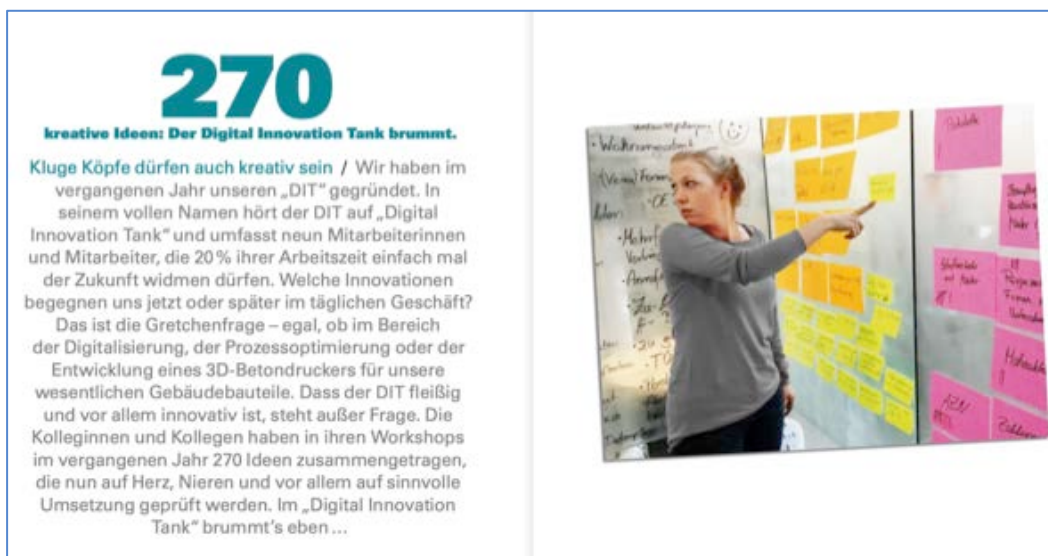 270
kreative Ideen: Der Digital Innovation Tank brummt.
Kluge Köpfe dürfen auch kreativ sein / Wir haben im
vergangenen Jahr unseren „DIT“ gegründet. In
seinem vollen Namen hört der DIT auf „Digital
Innovation Tank“ und umfasst neun Mitarbeiterinnen
und Mitarbeiter, die 20 % ihrer Arbeitszeit einfach mal
der Zukunft widmen dürfen. Welche Innovationen
begegnen uns jetzt oder später im täglichen Geschäft?
Das ist die Gretchenfrage – egal, ob im Bereich
der Digitalisierung, der Prozessoptimierung oder der
Entwicklung eines 3D-Betondruckers für unsere
wesentlichen Gebäudebauteile. Dass der DIT fleißig
und vor allem innovativ ist, steht außer Frage. Die
Kolleginnen und Kollegen haben in ihren Workshops
im vergangenen Jahr 270 Ideen zusammengetragen,
die nun auf Herz, Nieren und vor allem auf sinnvolle
Umsetzung geprüft werden. Im „Digital Innovation
Tank“ brummt’s eben ...